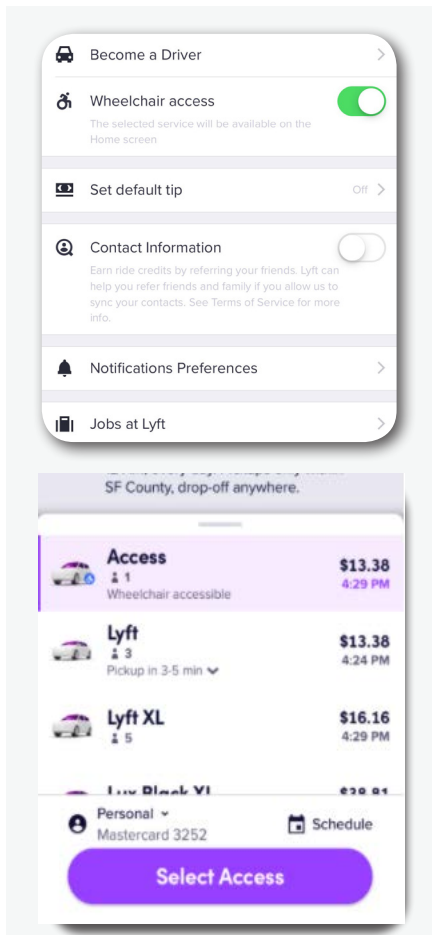 Become a Driver
Wheelchair access
The selected service will be available on the
Home screen
Set default tip
Off
Contact Information
Earn ride credits by referring your friends. Lyft can
help you refer friends and family if you allow us to
sync your contacts. See Terms of Service for more
info.
Notifications Preferences
Jobs at Lyft
SF County, drop-off anywhere.
Access
$13.38
1
4:29 PM
Wheelchair accessible
Lyft
$13.38
3
4:24 PM
Pickup in 3-5 min
Lyft XL
$16.16
5
4:29 PM
Lux Black XL
Personal
Schedule
Mastercard 3252
Select Access